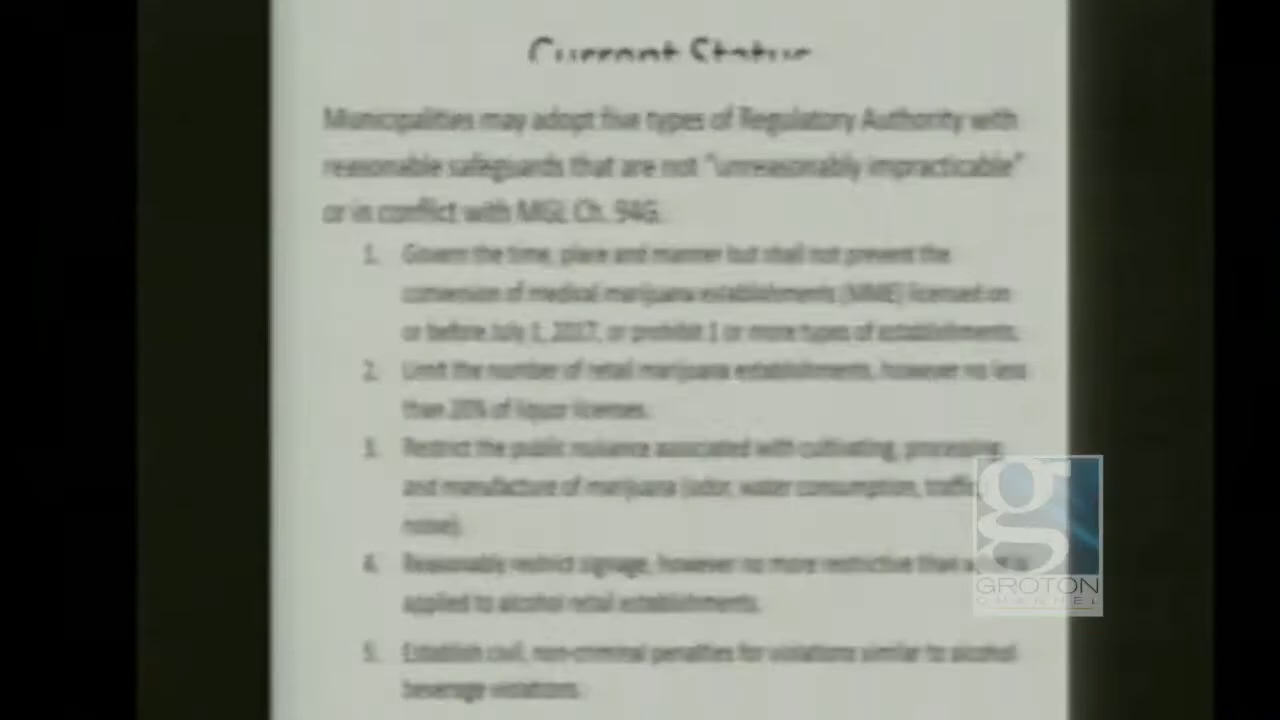 Current Status
Municipalities may adopt five types of Regulatory Authority with
reasonable safeguards that are not "unreasonably impracticable"
or in conflict with MGL Ch. 94G.
1. Govern the time, place and manner but shall not prevent the
conversion of medical marijuana establishments (MME) licensed on
or before July 1, 2017, or prohibit 1 or more types of establishments.
2. Limit the number of retail marijuana establishments, however no less
than 20% of liquor licenses.
3. Restrict the public nuisance associated with cultivating, processing
and manufacture of marijuana (odor, water consumption, traffic,
noise).
4. Reasonably restrict signage, however no more restrictive than
applied to alcohol retail establishments.
5. Establish civil, non-criminal penalties for violations similar to alcohol
beverage violations.
g
GROTON
CHANNEL